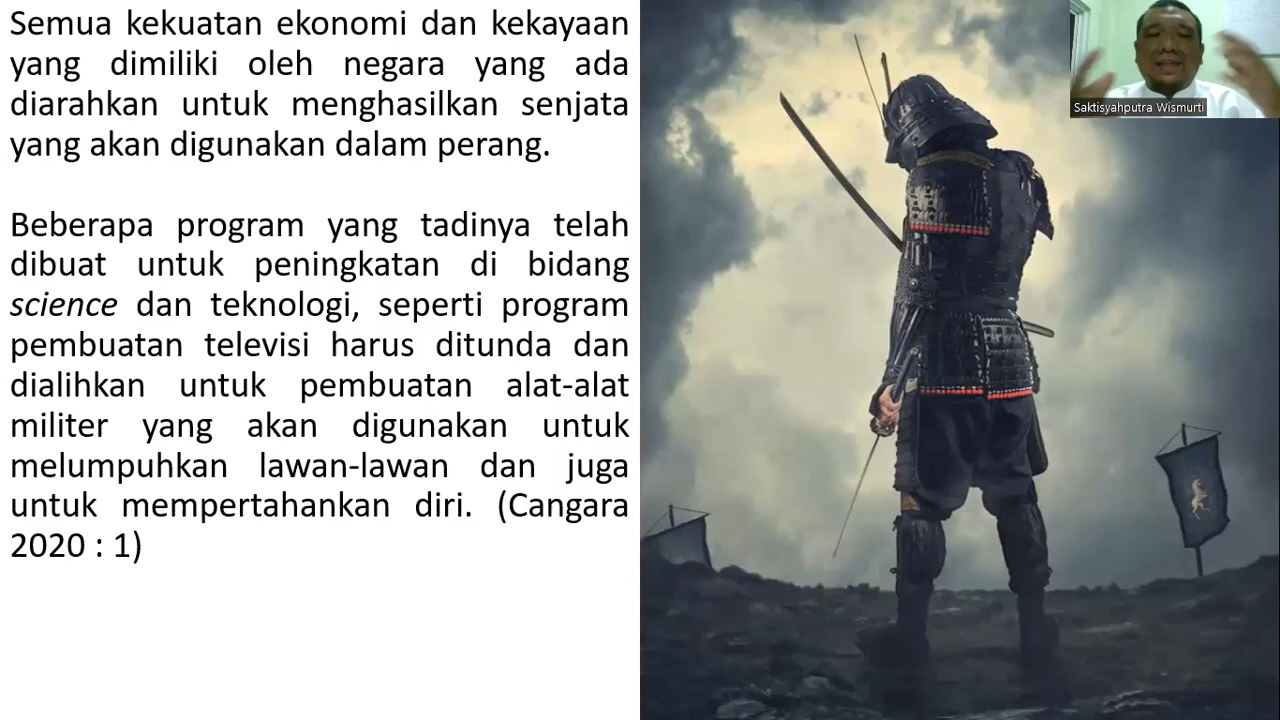 Semua kekuatan ekonomi dan kekayaan
yang dimiliki oleh negara yang ada
diarahkan untuk menghasilkan senjata
yang akan digunakan dalam perang.
Beberapa program yang tadinya telah
dibuat untuk peningkatan di bidang
science dan teknologi, seperti program
pembuatan televisi harus ditunda dan
dialihkan untuk pembuatan alat-alat
militer yang akan digunakan untuk
melumpuhkan lawan-lawan dan juga
untuk mempertahankan diri. (Cangara
2020 : 1)
Saktisyahputra Wismurti